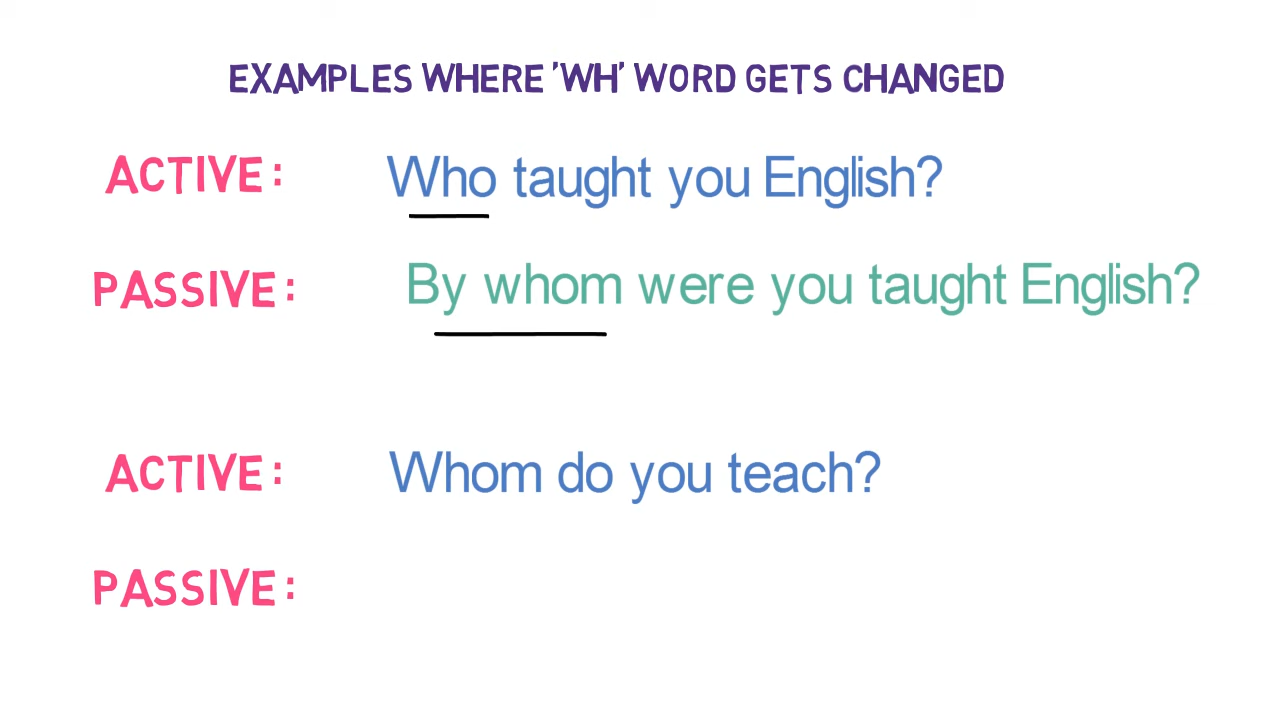 EXAMPLES WHERE 'WH' WORD GETS CHANGED
ACTIVE : Who taught you English?
PASSIVE : By whom were you taught English?
ACTIVE : Whom do you teach?
PASSIVE :